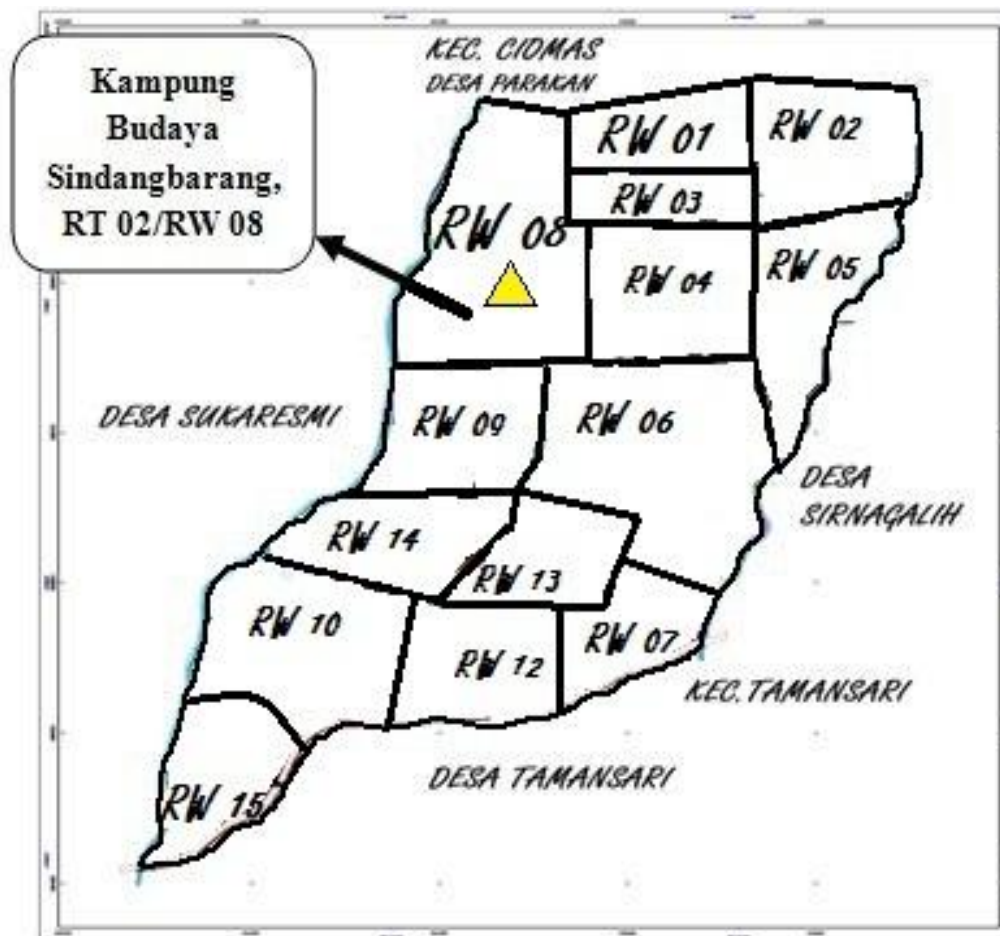 Kampung
Budaya
Sindangbarang,
RT 02/RW 08
KEC. CIOMAS
DESA PARAKAN
RW 01
RW 02
RW 03
RW 08
RW 04
RW 05
DESA SUKARESMI
RW 09
RW 06
DESA
SIRNAGALIH
RW 14
RW 13
RW 10
RW 12
RW 07
KEC. TAMANSARI
DESA TAMANSARI
RW 15